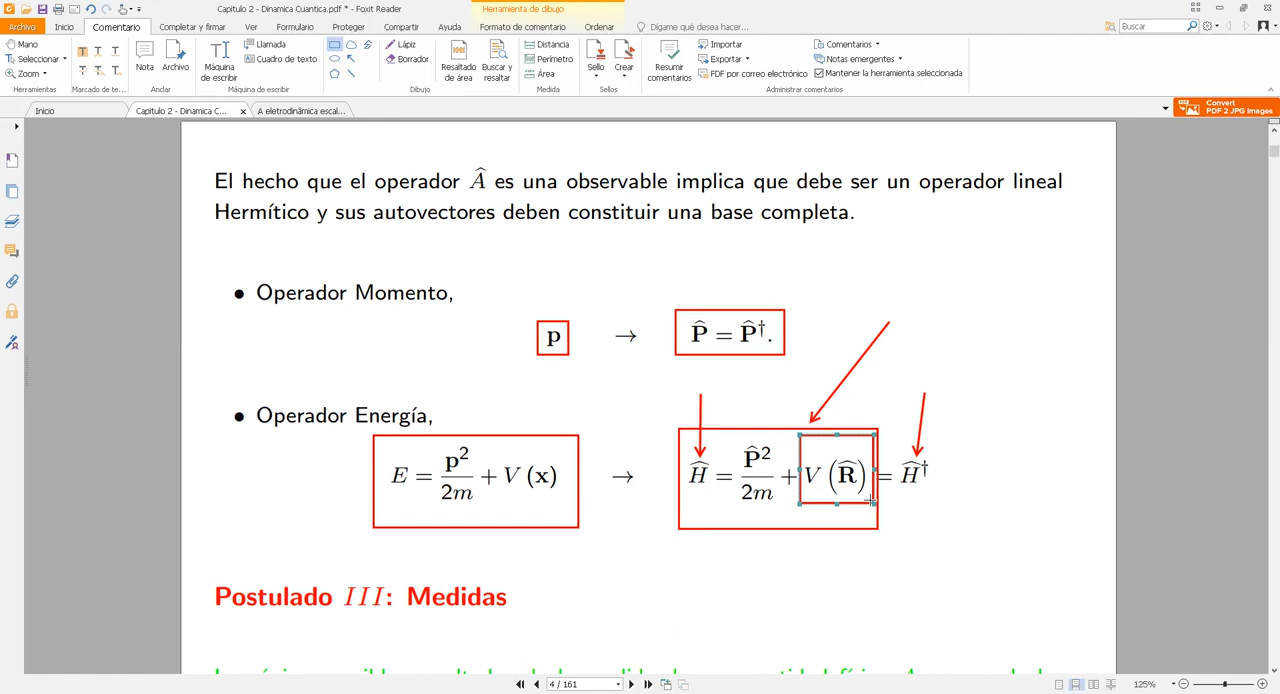 Capitulo 2 - Dinamica Cuantica.pdf * - Foxit Reader
Herramienta de dibujo
Archivo Inicio Comentario Completar y firmar Ver Formulario Proteger Compartir Ayuda Formato de comentario Ordenar Dígame qué desea hacer... Buscar
Mano
Seleccionar
Zoom
Herramientas
T T T
T T T
Marcado de te...
Nota
Archivo
Anclar
Máquina de escribir
Llamada
Cuadro de texto
Máquina de escribir
Lápiz
Borrador
Dibujo
Resaltado de área
Buscar y resaltar
Distancia
Perímetro
Área
Medida
Sello
Crear
Sellos
Resumir comentarios
Importar
Exportar
FDF por correo electrónico
Comentarios
Notas emergentes
Mantener la herramienta seleccionada
Administrar comentarios
Inicio
Capitulo 2 - Dinamica C...
A eletrodinâmica escal...
Convert
PDF 2 JPG Images
El hecho que el operador Â es una observable implica que debe ser un operador lineal
Hermítico y sus autovectores deben constituir una base completa.
• Operador Momento,
p → P̂ = P̂†.
• Operador Energía,
E = p²/2m + V (x) → Ĥ = P̂²/2m + V (R̂) = Ĥ†
Postulado III: Medidas
4 / 161
125%